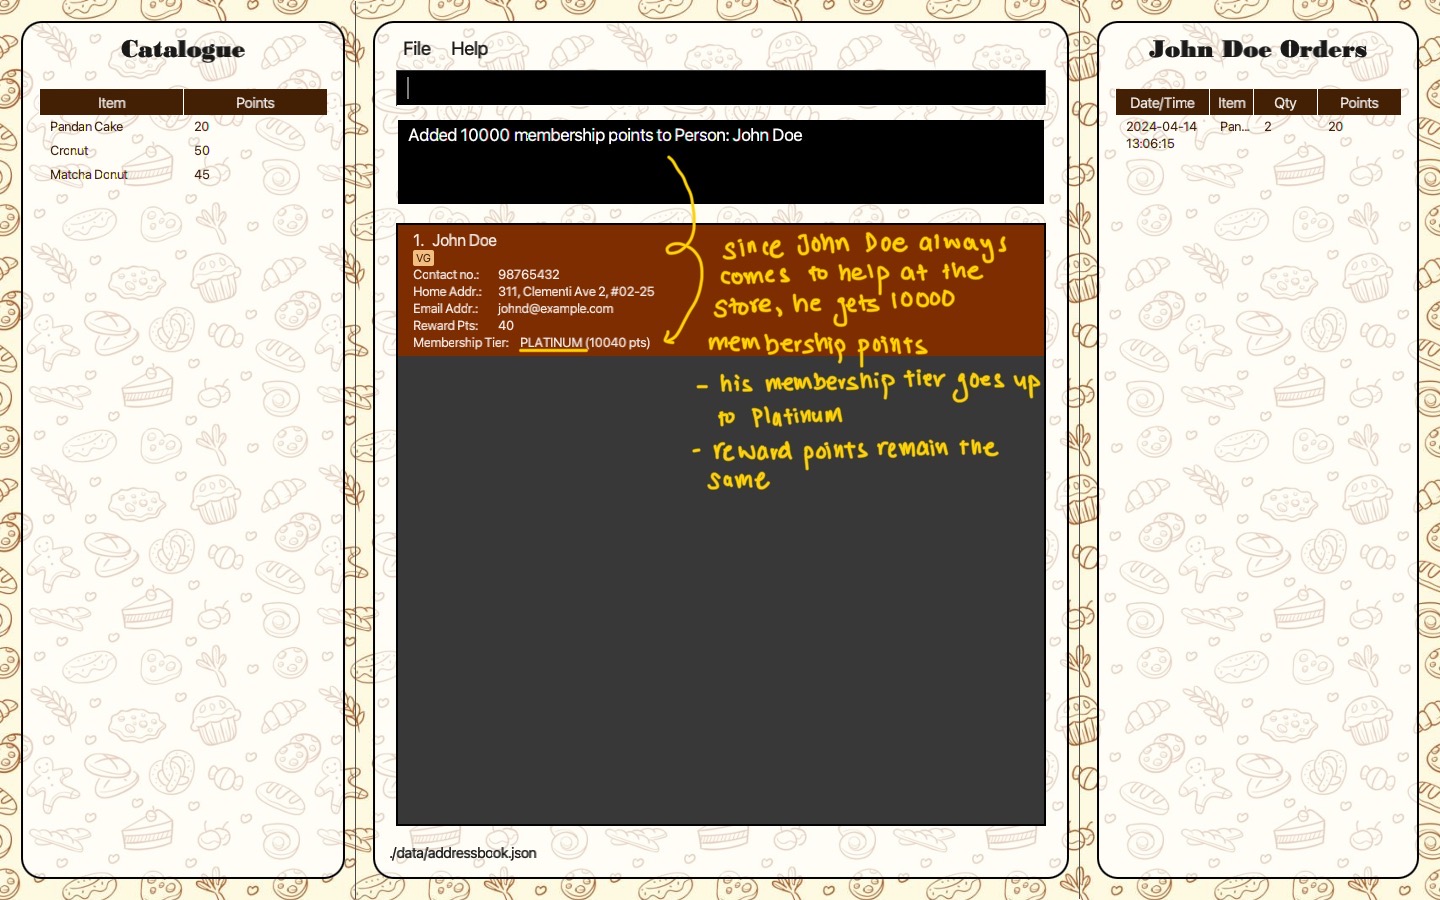 Catalogue
Item Points
Pandan Cake 20
Cronut 50
Matcha Donut 45
File Help
Added 10000 membership points to Person: John Doe
1. John Doe
VG
Contact no.: 98765432
Home Addr.: 311, Clementi Ave 2, #02-25
Email Addr.: johnd@example.com
Reward Pts: 40
Membership Tier: PLATINUM (10040 pts)
since John Doe always
comes to help at the
store, he gets 10000
membership points
- his membership tier goes up
to Platinum
- reward points remain the
same
./data/addressbook.json
John Doe Orders
Date/Time Item Qty Points
2024-04-14 Pan... 2 20
13:06:15